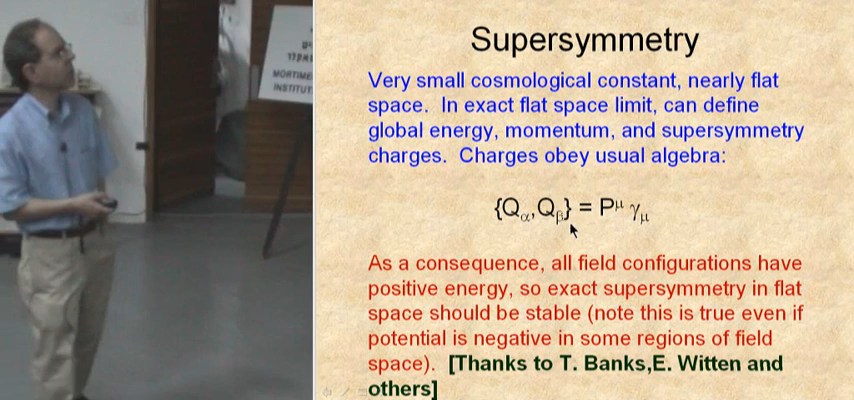 Supersymmetry
Very small cosmological constant, nearly flat
space. In exact flat space limit, can define
global energy, momentum, and supersymmetry
charges. Charges obey usual algebra:
{Qα,Qβ} = Pμ γμ
As a consequence, all field configurations have
positive energy, so exact supersymmetry in flat
space should be stable (note this is true even if
potential is negative in some regions of field
space). [Thanks to T. Banks,E. Witten and
others]
MORTIME
INSTITUT